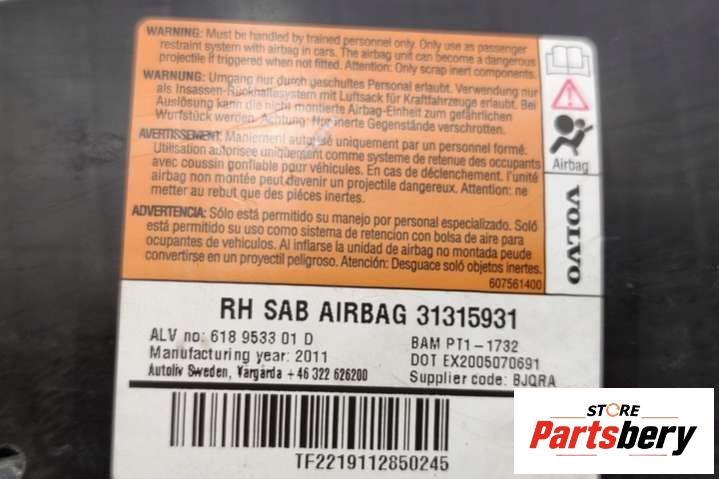 WARNING: Must be handled by trained personnel only. Only use as passenger
restraint system with airbag in cars. The airbag unit can become a dangerous
projectile if triggered when not fitted. Attention: Only scrap inert components.
WARNUNG: Umgang nur durch geschultes Personal erlaubt. Verwendung nur
als Insassen-Rückhaltesystem mit Luftsack für Kraftfahrzeuge erlaubt. Bei
Auslösung kann die nicht montierte Airbag-Einheit zum gefährlichen
Wurfstück werden- Achtung: Nur inerte Gegenstände verschrotten.
AVERTISSEMENT: Maniement autorisé uniquement par un personnel formé.
Utilisation autorisée uniquement comme système de retenue des occupants
avec coussin gonflable pour véhicules. En cas de déclenchement. l'unité
airbag non montée peut devenir un projectile dangereux. Attention: ne
metter au rebut que des piéces inertes.
ADVERTENCIA: Sólo está permitido su manejo por personal especializado. Soló
está permitido su uso como sistema de retención con bolsa de aire para
ocupantes de vehículos. Al inflarse la unidad de airbag no montada peude
convertirse en un proyectil peligroso. Atención: Desguace soló objetos inertes.
607561400
Airbag
VOLVO
RH SAB AIRBAG 31315931
ALV no: 618 9533 01 D
BAM PT1-1732
Manufacturing year: 2011
DOT EX2005070691
Autoliv Sweden, Vårgårda +46 322 626200
Supplier code: BJQRA
TF2219112850245
STORE
Partsbery